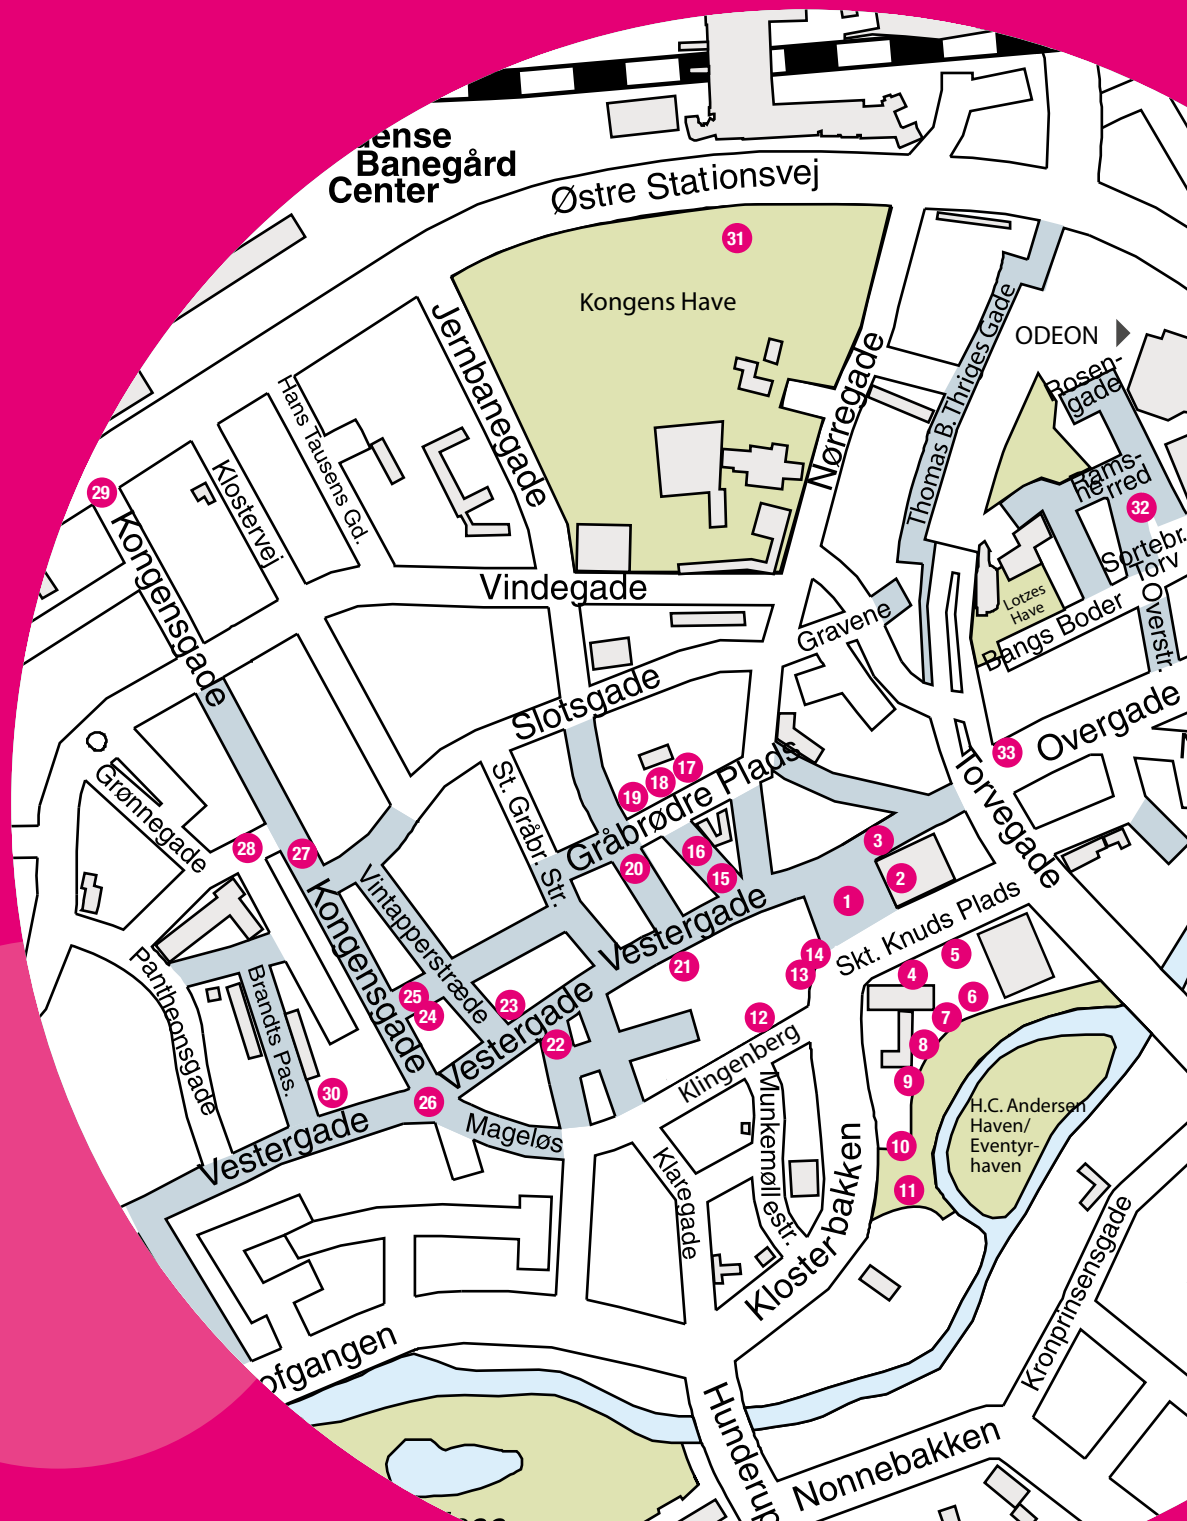 Banegård
Center
Østre Stationsvej
31
Kongens Have
Jernbanegade
Nørregade
Thomas B. Thriges Gade
ODEON
Rosen-
gade
Rams-
herred
32
Sortebr.
Torv
Overstr.
Hans Tausens Gd.
Klostervej
29
Kongensgade
Vindegade
Gravene
Lotzes
Have
Bangs Boder
Overgade
33
Torvegade
Slotsgade
St. Gråbr. Str.
17
18
19
Gråbrødre Plads
20
16
15
3
2
1
Grønnegade
28
27
Vintapperstræde
Kongensgade
Vestergade
Skt. Knuds Plads
14
13
5
4
6
7
8
9
10
11
H.C. Andersen
Haven/
Eventyr-
haven
21
12
Klingenberg
Pantheonsgade
Brandts Pas.
25
24
23
22
Vestergade
26
30
Vestergade
Mageløs
Munkemøllestr.
Klaregade
Klosterbakken
Kronprinsensgade
Nonnebakken